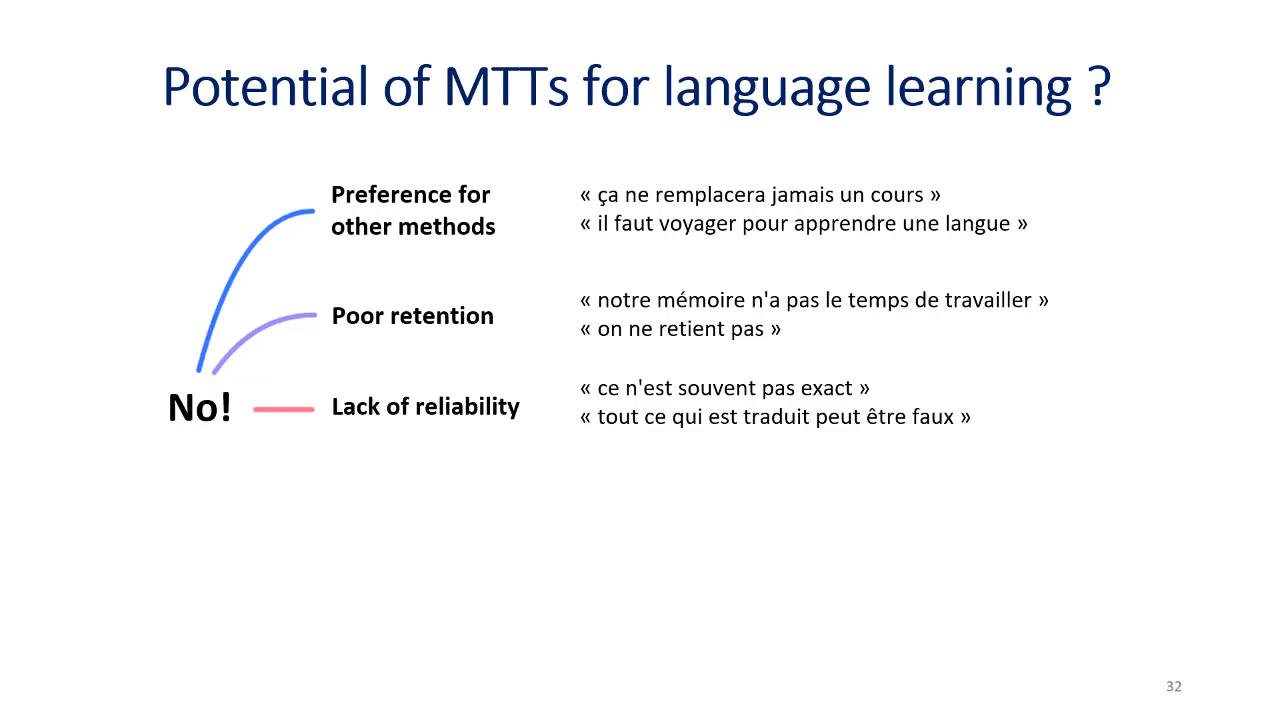 Potential of MTTs for language learning ?
Preference for
other methods
« ça ne remplacera jamais un cours »
« il faut voyager pour apprendre une langue »
Poor retention
« notre mémoire n'a pas le temps de travailler »
« on ne retient pas »
No!
Lack of reliability
« ce n'est souvent pas exact »
« tout ce qui est traduit peut être faux »
32